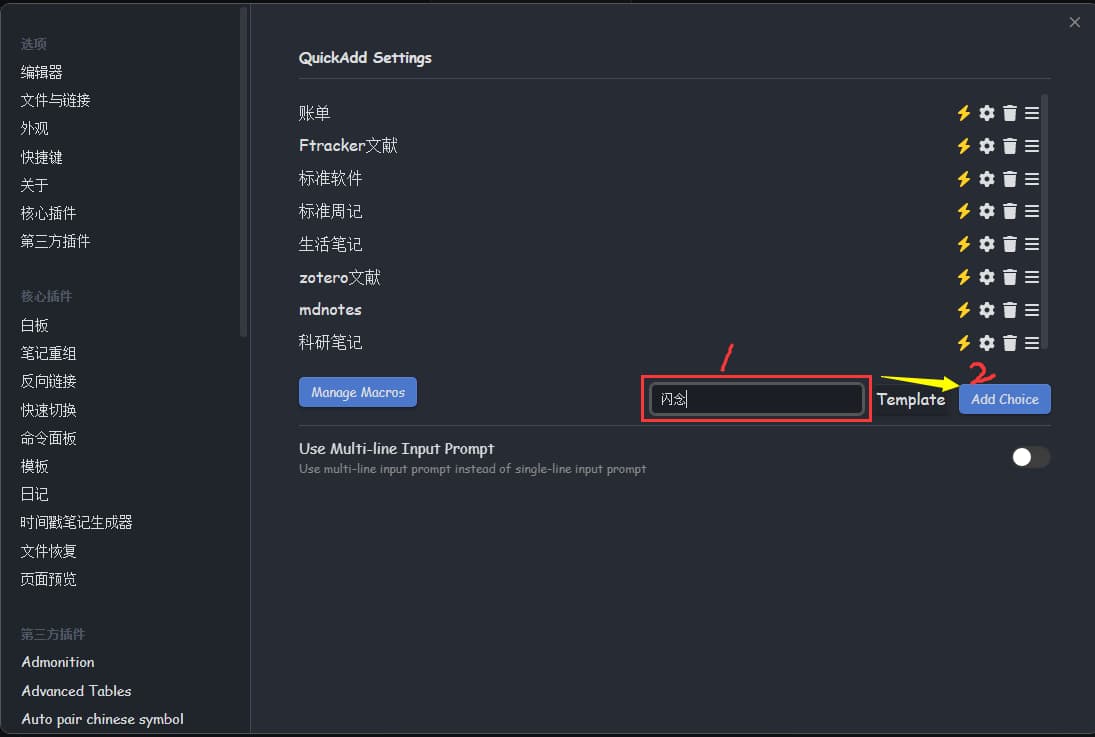 选项
编辑器
文件与链接
外观
快捷键
关于
核心插件
第三方插件
核心插件
白板
笔记重组
反向链接
快速切换
命令面板
模板
日记
时间戳笔记生成器
文件恢复
页面预览
第三方插件
Admonition
Advanced Tables
Auto pair chinese symbol
QuickAdd Settings
账单
Ftracker文献
标准软件
标准周记
生活笔记
zotero文献
mdnotes
科研笔记
1
2
Manage Macros
闪念
Template
Add Choice
Use Multi-line Input Prompt
Use multi-line input prompt instead of single-line input prompt